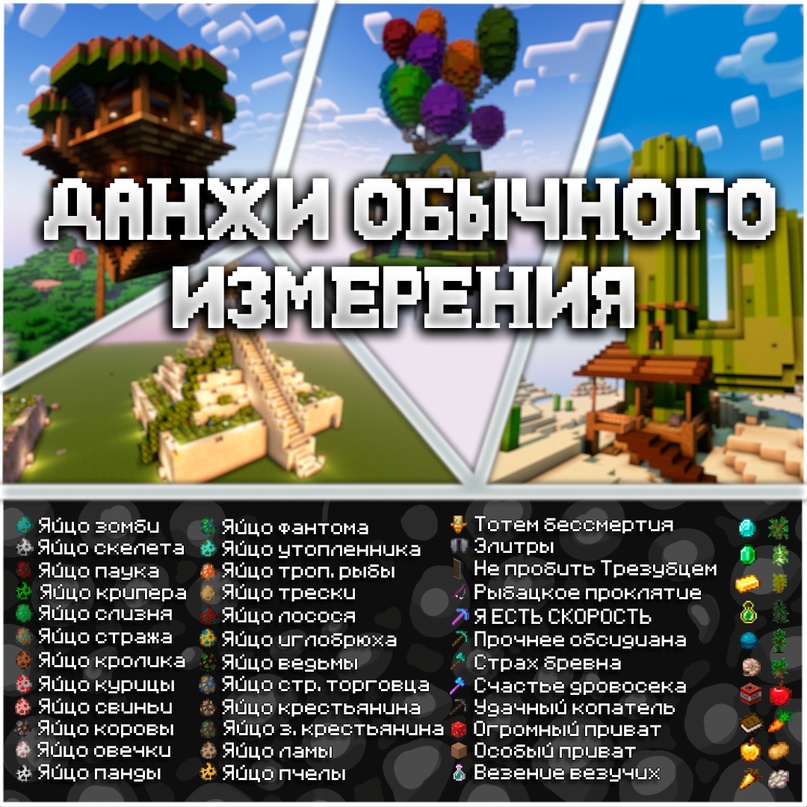 ДАНЖИ ОБЫЧНОГО
ИЗМЕРЕНИЯ
Яйцо зомби
Яйцо скелета
Яйцо паука
Яйцо крипера
Яйцо слизня
Яйцо стража
Яйцо кролика
Яйцо курицы
Яйцо свиньи
Яйцо коровы
Яйцо овечки
Яйцо панды
Яйцо фантома
Яйцо утопленника
Яйцо троп. рыбы
Яйцо трески
Яйцо лосося
Яйцо иглобрюха
Яйцо ведьмы
Яйцо стр. торговца
Яйцо крестьянина
Яйцо з. крестьянина
Яйцо ламы
Яйцо пчелы
Тотем бессмертия
Элитры
Не пробить Трезубцем
Рыбацкое проклятие
Я ЕСТЬ СКОРОСТЬ
Прочнее обсидиана
Страх бревна
Счастье дровосека
Удачный копатель
Огромный приват
Особый приват
Везение везучих